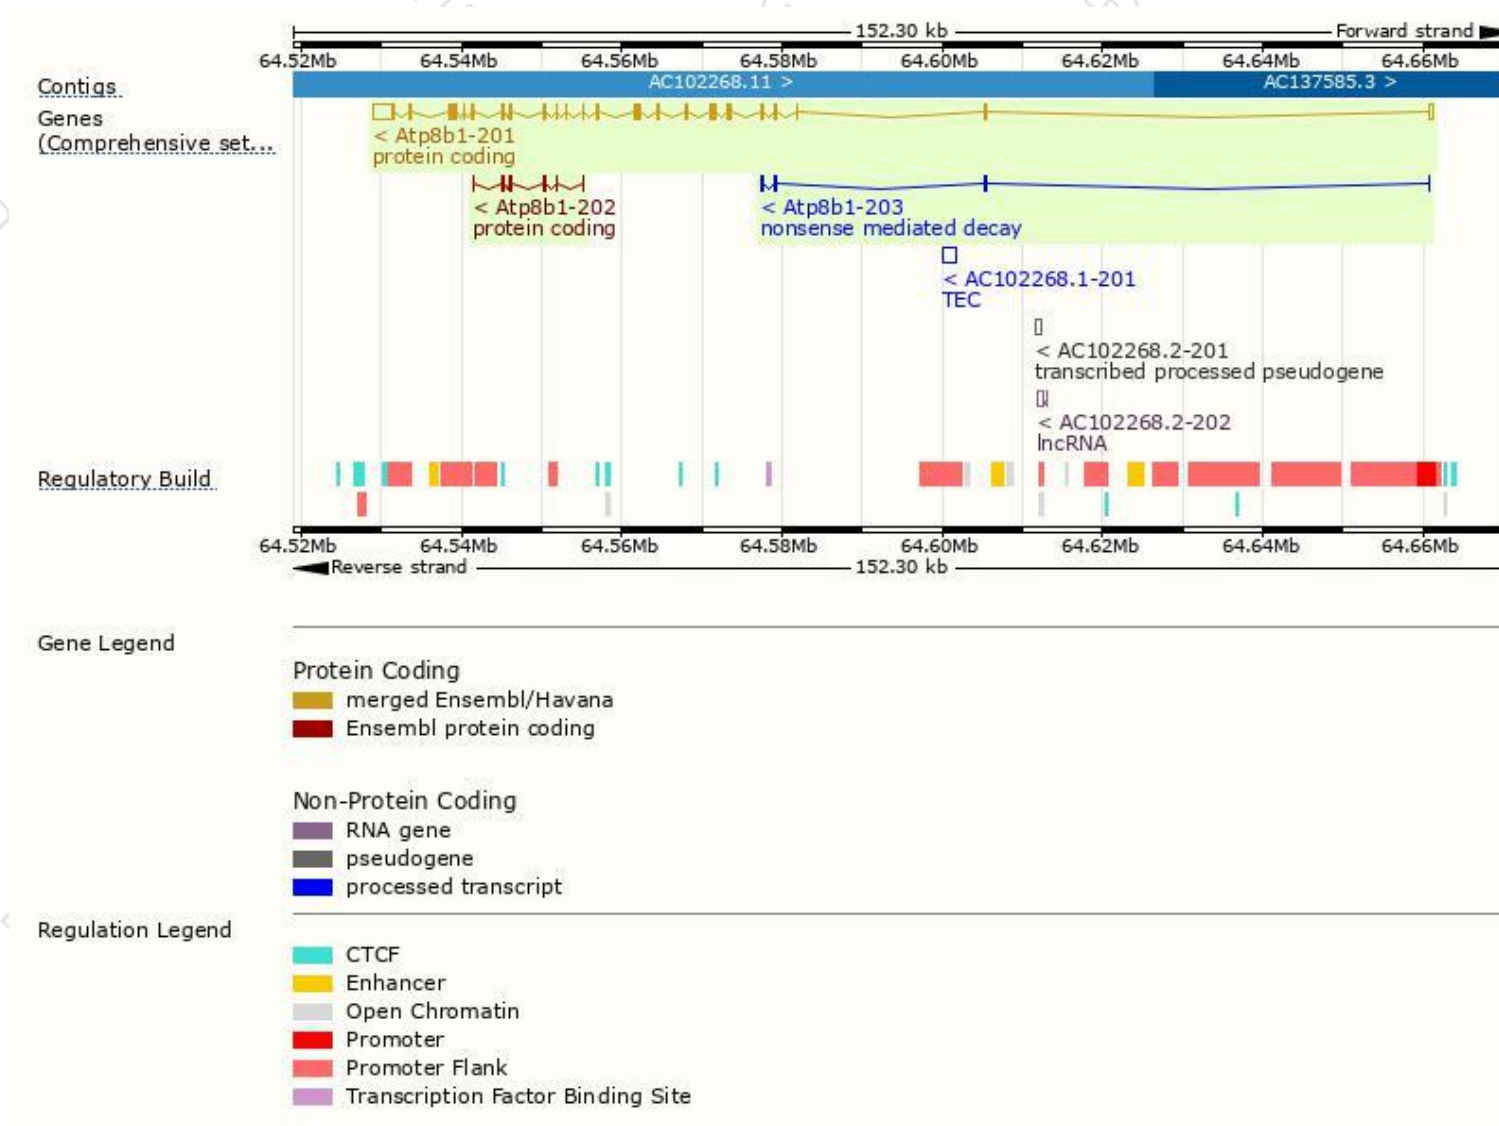 152.30 kb Forward strand
64.52Mb 64.54Mb 64.56Mb 64.58Mb 64.60Mb 64.62Mb 64.64Mb 64.66Mb
Contigs AC102268.11 > AC137585.3 >
Genes
(Comprehensive set...
< Atp8b1-201
protein coding
< Atp8b1-202 < Atp8b1-203
protein coding nonsense mediated decay
< AC102268.1-201
TEC
< AC102268.2-201
transcribed processed pseudogene
< AC102268.2-202
lncRNA
Regulatory Build
64.52Mb 64.54Mb 64.56Mb 64.58Mb 64.60Mb 64.62Mb 64.64Mb 64.66Mb
Reverse strand 152.30 kb
Gene Legend
Protein Coding
merged Ensembl/Havana
Ensembl protein coding
Non-Protein Coding
RNA gene
pseudogene
processed transcript
Regulation Legend
CTCF
Enhancer
Open Chromatin
Promoter
Promoter Flank
Transcription Factor Binding Site